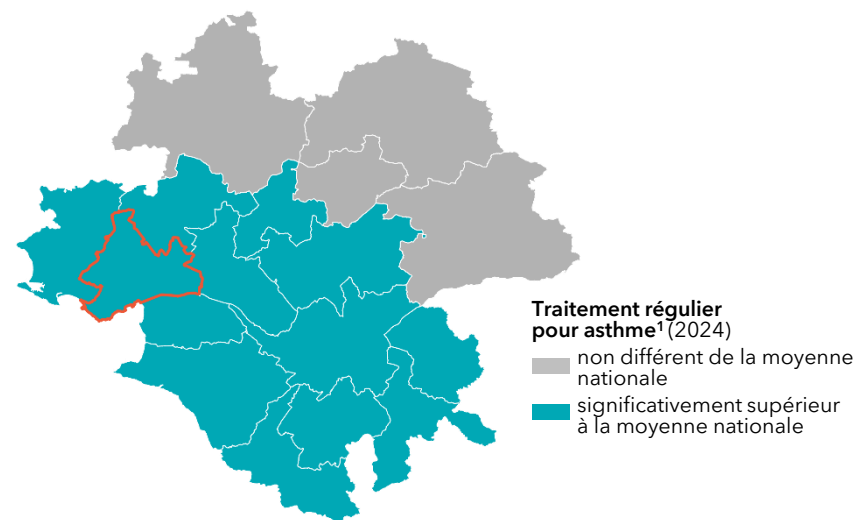 Traitement régulier
pour asthme¹ (2024)
non différent de la moyenne
nationale
significativement supérieur
à la moyenne nationale